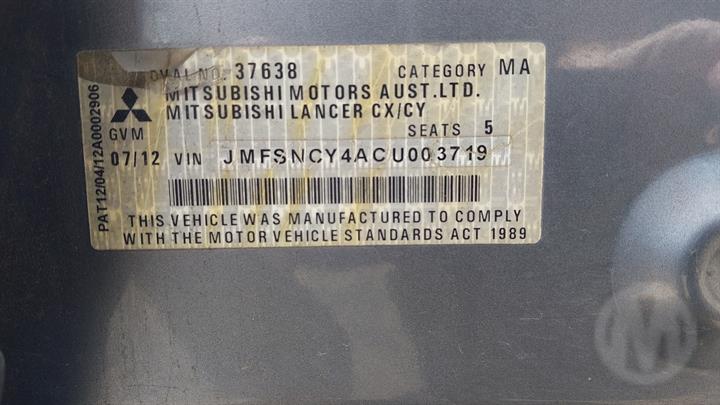 OVAL NO. 37638 CATEGORY MA
MITSUBISHI MOTORS AUST.LTD.
MITSUBISHI LANCER CX/CY
GVM SEATS 5
07/12 VIN JMFSNCY4ACU003719
THIS VEHICLE WAS MANUFACTURED TO COMPLY
WITH THE MOTOR VEHICLE STANDARDS ACT 1989
PAT12/04/12A0002906